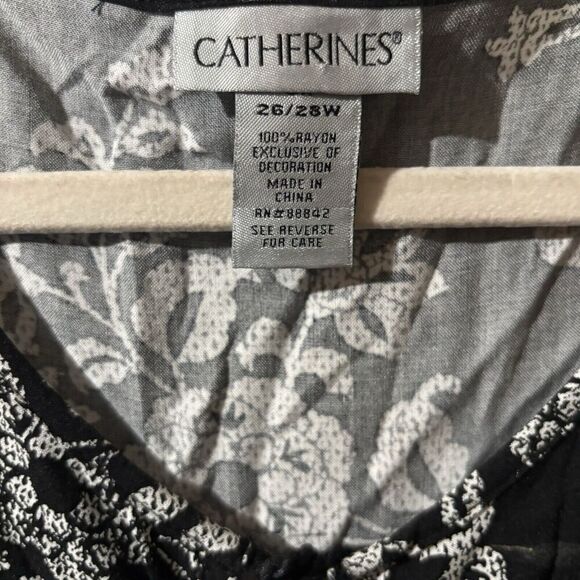 CATHERINES®
26/28W
100%RAYON
EXCLUSIVE OF
DECORATION
MADE IN
CHINA
RN#88842
SEE REVERSE
FOR CARE